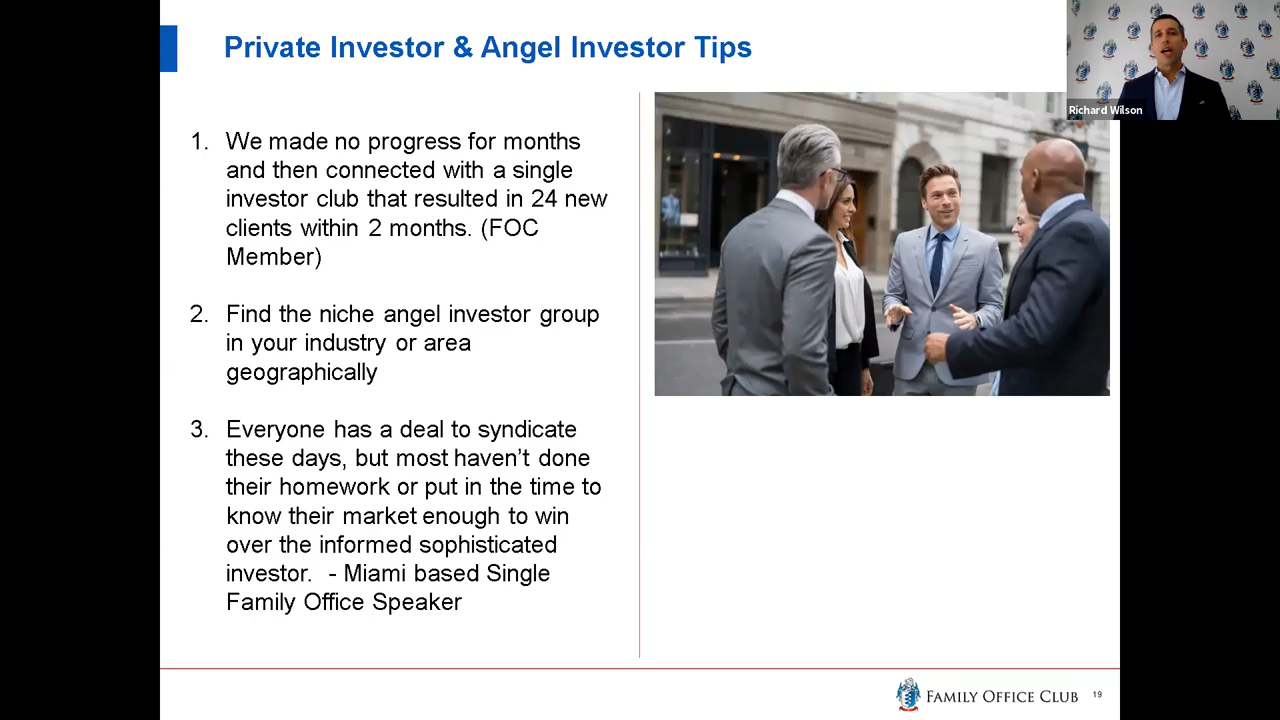 Private Investor & Angel Investor Tips
Richard Wilson
1. We made no progress for months
and then connected with a single
investor club that resulted in 24 new
clients within 2 months. (FOC
Member)
2. Find the niche angel investor group
in your industry or area
geographically
3. Everyone has a deal to syndicate
these days, but most haven’t done
their homework or put in the time to
know their market enough to win
over the informed sophisticated
investor.  - Miami based Single
Family Office Speaker
FAMILY OFFICE CLUB
19